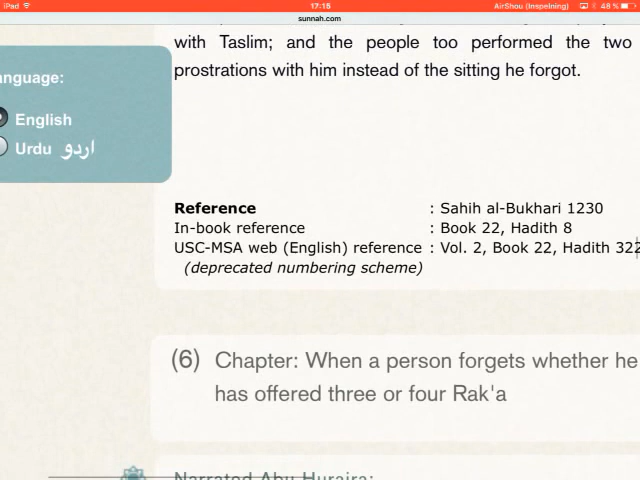 iPad 17:15 AirShou (Inspelning) 48 %
sunnah.com
with Taslim; and the people too performed the two
prostrations with him instead of the sitting he forgot.
anguage:
English
Urdu اردو
Reference : Sahih al-Bukhari 1230
In-book reference : Book 22, Hadith 8
USC-MSA web (English) reference : Vol. 2, Book 22, Hadith 322
(deprecated numbering scheme)
(6) Chapter: When a person forgets whether he
has offered three or four Rak'a
Narrated Abu Huraira: